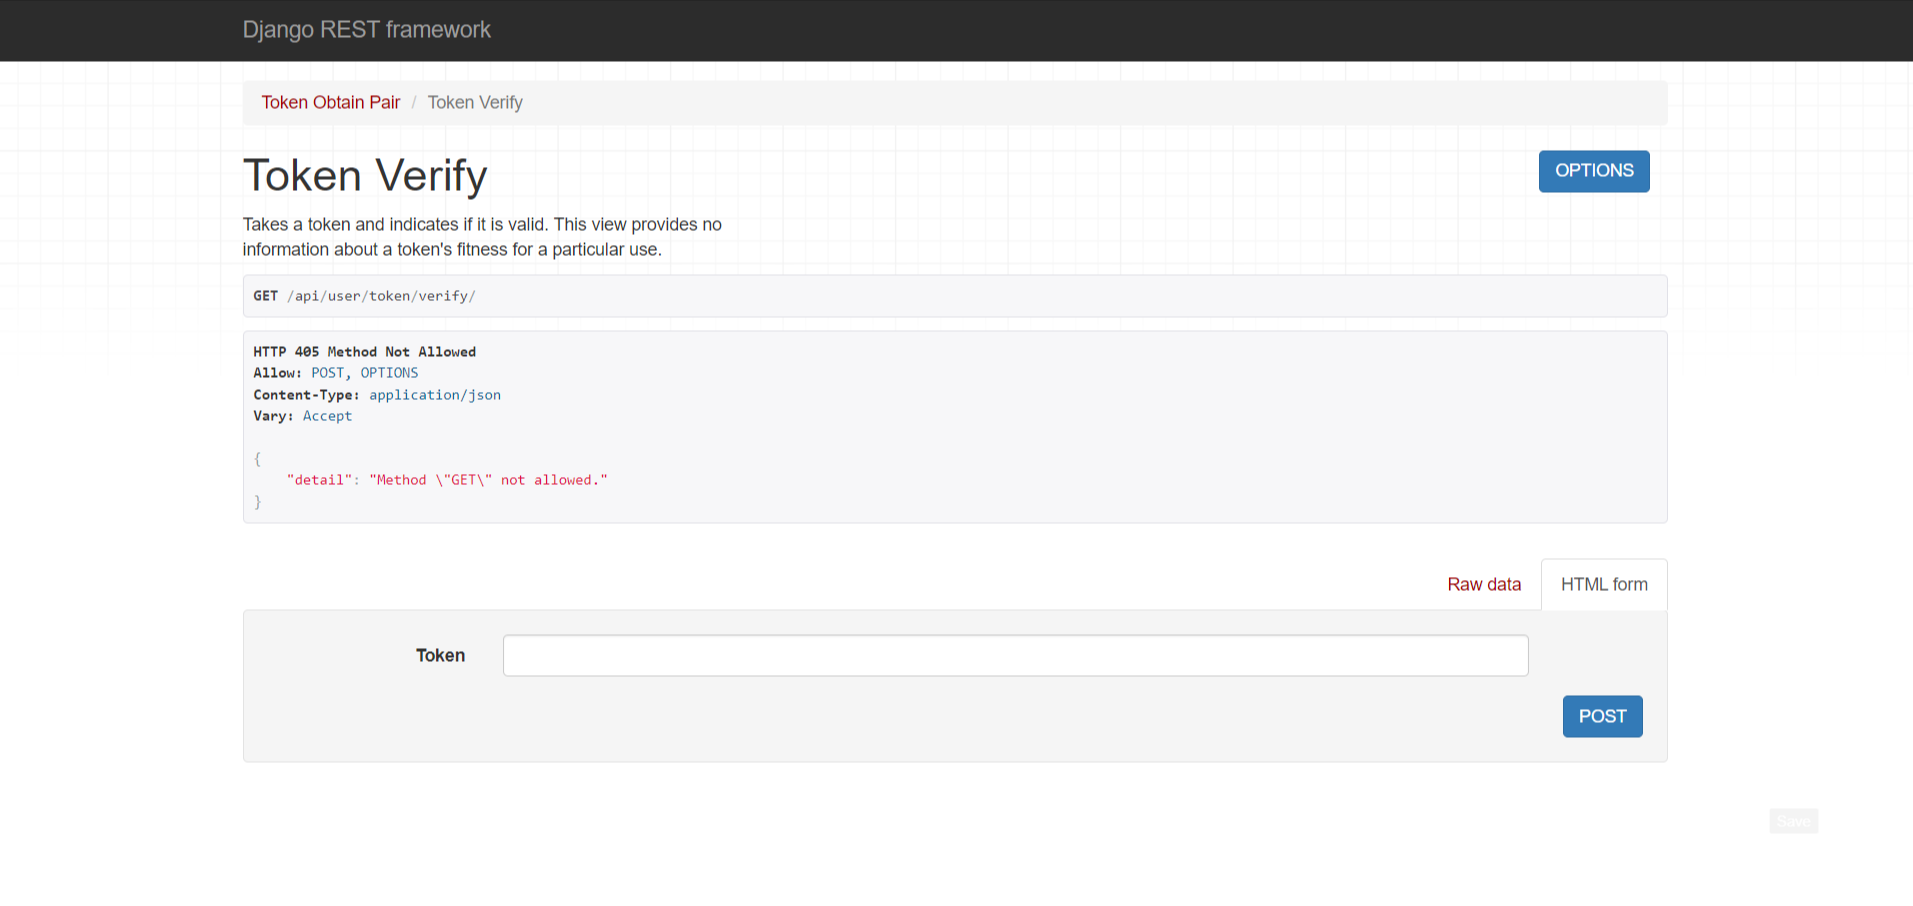 Django REST framework
Token Obtain Pair / Token Verify
Token Verify
OPTIONS
Takes a token and indicates if it is valid. This view provides no
information about a token's fitness for a particular use.
GET /api/user/token/verify/
HTTP 405 Method Not Allowed
Allow: POST, OPTIONS
Content-Type: application/json
Vary: Accept
{
    "detail": "Method \"GET\" not allowed."
}
Raw data
HTML form
Token
POST
Save